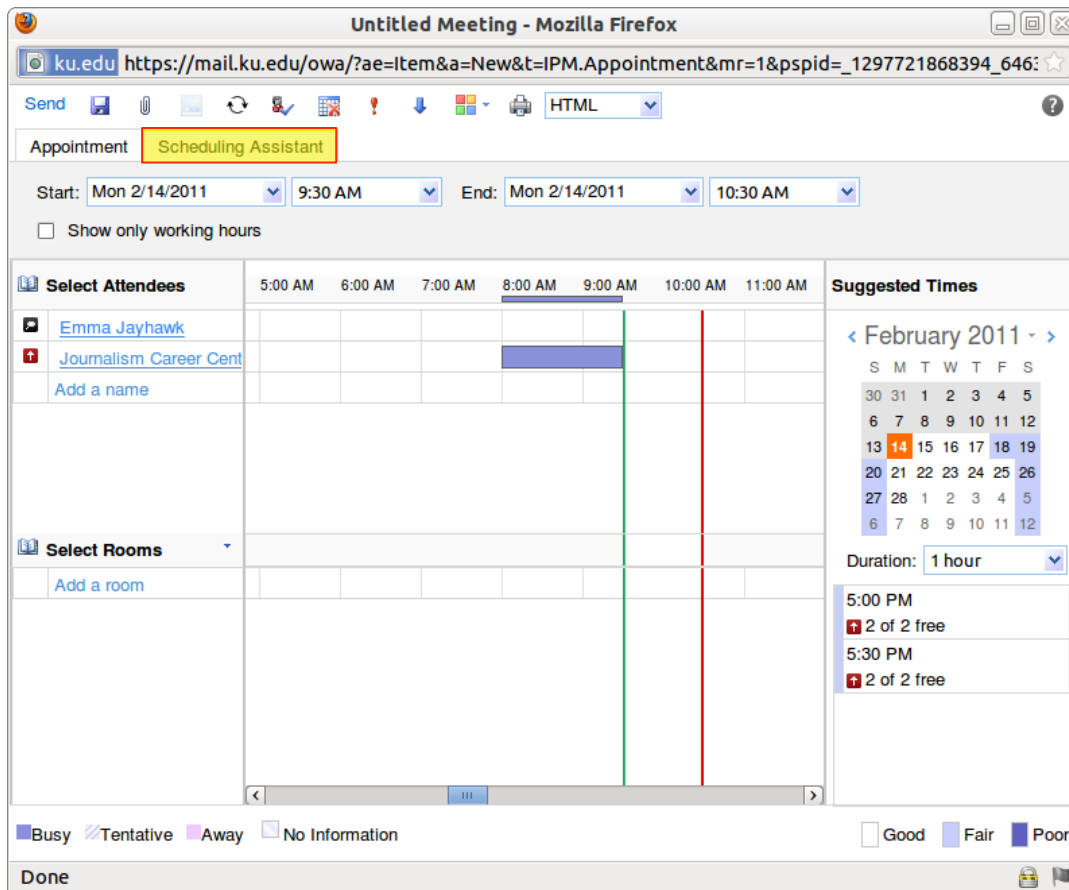 Untitled Meeting - Mozilla Firefox
ku.edu https://mail.ku.edu/owa/?ae=Item&a=New&t=IPM.Appointment&mr=1&pspid=_1297721868394_646
Send HTML
Appointment Scheduling Assistant
Start: Mon 2/14/2011 9:30 AM End: Mon 2/14/2011 10:30 AM
Show only working hours
Select Attendees 5:00 AM 6:00 AM 7:00 AM 8:00 AM 9:00 AM 10:00 AM 11:00 AM Suggested Times
Emma Jayhawk
Journalism Career Cent
Add a name
February 2011
S M T W T F S
30 31 1 2 3 4 5
6 7 8 9 10 11 12
13 14 15 16 17 18 19
20 21 22 23 24 25 26
27 28 1 2 3 4 5
6 7 8 9 10 11 12
Select Rooms
Add a room
Duration: 1 hour
5:00 PM
2 of 2 free
5:30 PM
2 of 2 free
Busy Tentative Away No Information Good Fair Poor
Done